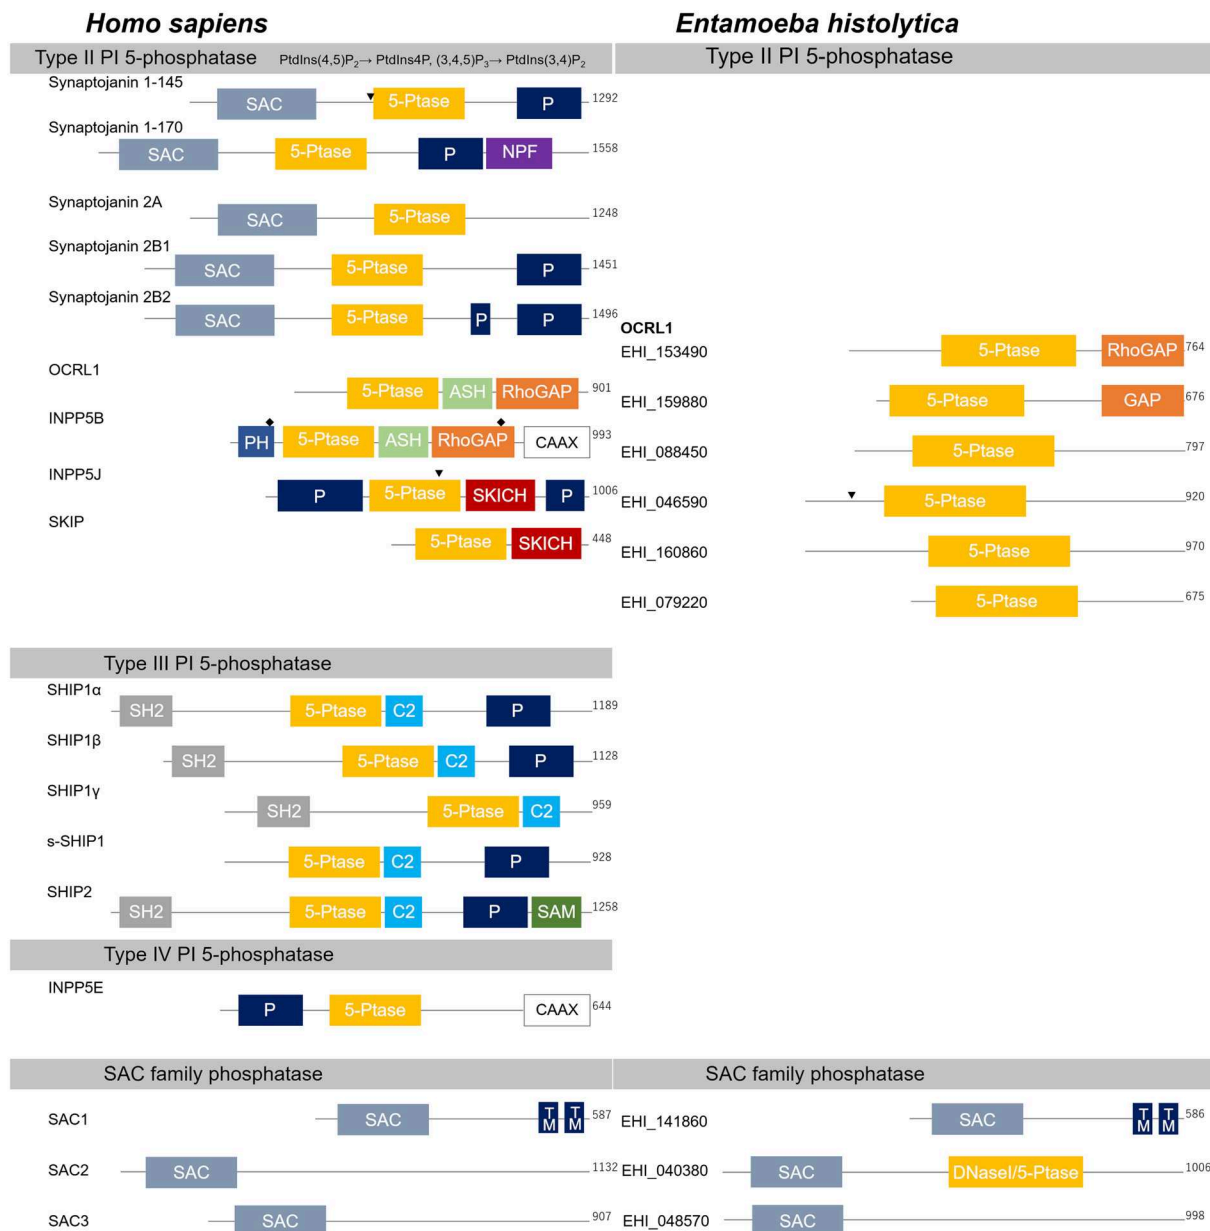 Homo sapiens
Entamoeba histolytica
Type II PI 5-phosphatase PtdIns(4,5)P₂→ PtdIns4P, (3,4,5)P₃→ PtdIns(3,4)P₂
Type II PI 5-phosphatase
Synaptojanin 1-145
SAC 5-Ptase P 1292
Synaptojanin 1-170
SAC 5-Ptase P NPF 1558
Synaptojanin 2A
SAC 5-Ptase 1248
Synaptojanin 2B1
SAC 5-Ptase P 1451
Synaptojanin 2B2
SAC 5-Ptase P P 1496
OCRL1
5-Ptase ASH RhoGAP 901
INPP5B
PH 5-Ptase ASH RhoGAP CAAX 993
INPP5J
P 5-Ptase SKICH P 1006
SKIP
5-Ptase SKICH 448
OCRL1
EHI_153490 5-Ptase RhoGAP 764
EHI_159880 5-Ptase GAP 676
EHI_088450 5-Ptase 797
EHI_046590 5-Ptase 920
EHI_160860 5-Ptase 970
EHI_079220 5-Ptase 675
Type III PI 5-phosphatase
SHIP1α
SH2 5-Ptase C2 P 1189
SHIP1β
SH2 5-Ptase C2 P 1128
SHIP1γ
SH2 5-Ptase C2 959
s-SHIP1
5-Ptase C2 P 928
SHIP2
SH2 5-Ptase C2 P SAM 1258
Type IV PI 5-phosphatase
INPP5E
P 5-Ptase CAAX 644
SAC family phosphatase
SAC1 SAC TM TM 587
SAC2 SAC 1132
SAC3 SAC 907
SAC family phosphatase
EHI_141860 SAC TM TM 586
EHI_040380 SAC DNaseI/5-Ptase 1006
EHI_048570 SAC 998